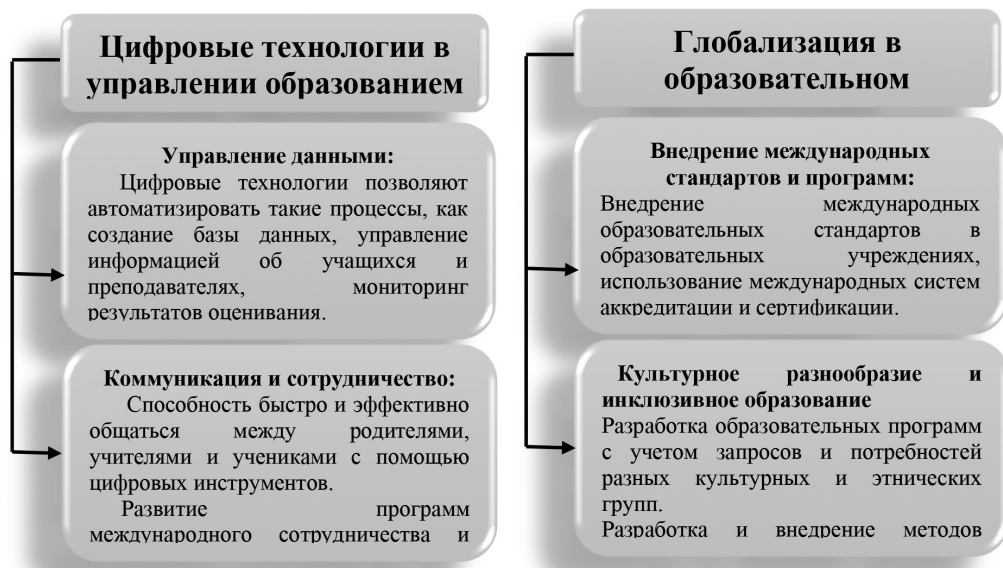 Цифровые технологии в
управлении образованием
Управление данными:
Цифровые технологии позволяют
автоматизировать такие процессы, как
создание базы данных, управление
информацией об учащихся и
преподавателях, мониторинг
результатов оценивания.
Коммуникация и сотрудничество:
Способность быстро и эффективно
общаться между родителями,
учителями и учениками с помощью
цифровых инструментов.
Развитие программ
международного сотрудничества и
Глобализация в
образовательном
Внедрение международных
стандартов и программ:
Внедрение международных
образовательных стандартов в
образовательных учреждениях,
использование международных систем
аккредитации и сертификации.
Культурное разнообразие и
инклюзивное образование
Разработка образовательных программ
с учетом запросов и потребностей
разных культурных и этнических
групп.
Разработка и внедрение методов